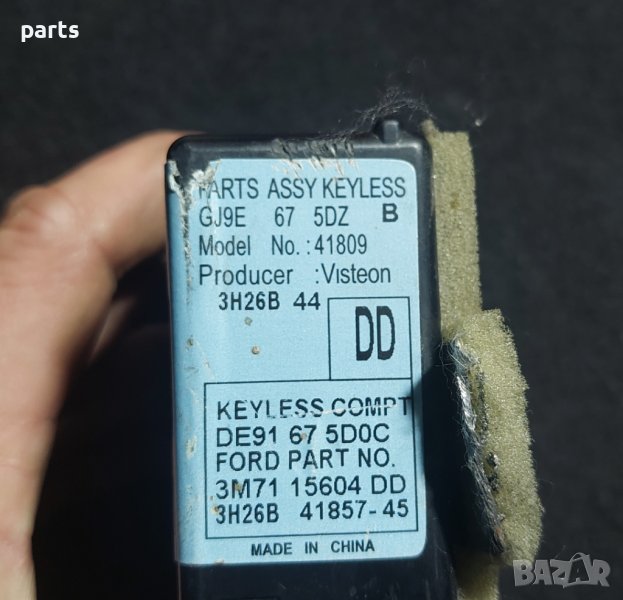 parts
PARTS ASSY KEYLESS
GJ9E 67 5DZ B
Model No.:41809
Producer :Visteon
3H26B 44
DD
KEYLESS COMPT
DE91 67 5D0C
FORD PART NO.
3M71 15604 DD
3H26B 41857-45
MADE IN CHINA
BAZAR